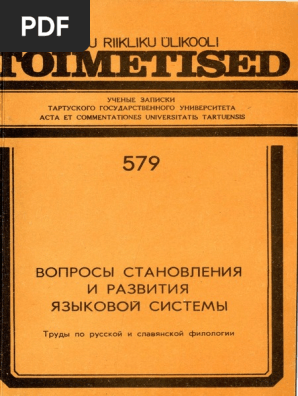 PDF
U RIIKLIKU ÜLIKOOLI
TOIMETISED
УЧЕНЫЕ ЗАПИСКИ
ТАРТУСКОГО ГОСУДАРСТВЕННОГО УНИВЕРСИТЕТА
ACTA ET COMMENTATIONES UNIVERSITATIS TARTUENSIS
579
ВОПРОСЫ СТАНОВЛЕНИЯ
И РАЗВИТИЯ
ЯЗЫКОВОЙ СИСТЕМЫ
Труды по русской и славянской филологии